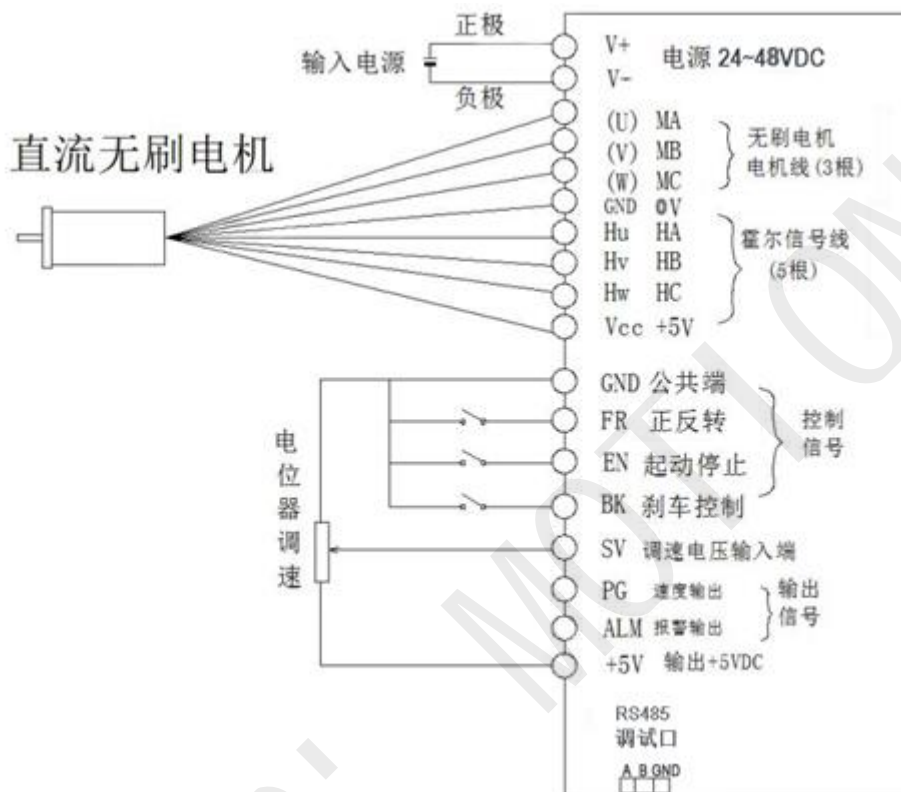 正极
输入电源
负极
V+
V-
电源 24~48VDC
直流无刷电机
(U) MA
(V) MB
(W) MC
无刷电机
电机线(3根)
GND 0V
Hu HA
Hv HB
Hw HC
Vcc +5V
霍尔信号线
(5根)
GND 公共端
FR 正反转
EN 起动停止
BK 刹车控制
控制
信号
电位器调速
SV 调速电压输入端
PG 速度输出
ALM 报警输出
输出
信号
+5V 输出+5VDC
RS485
调试口
A B GND
MOTION